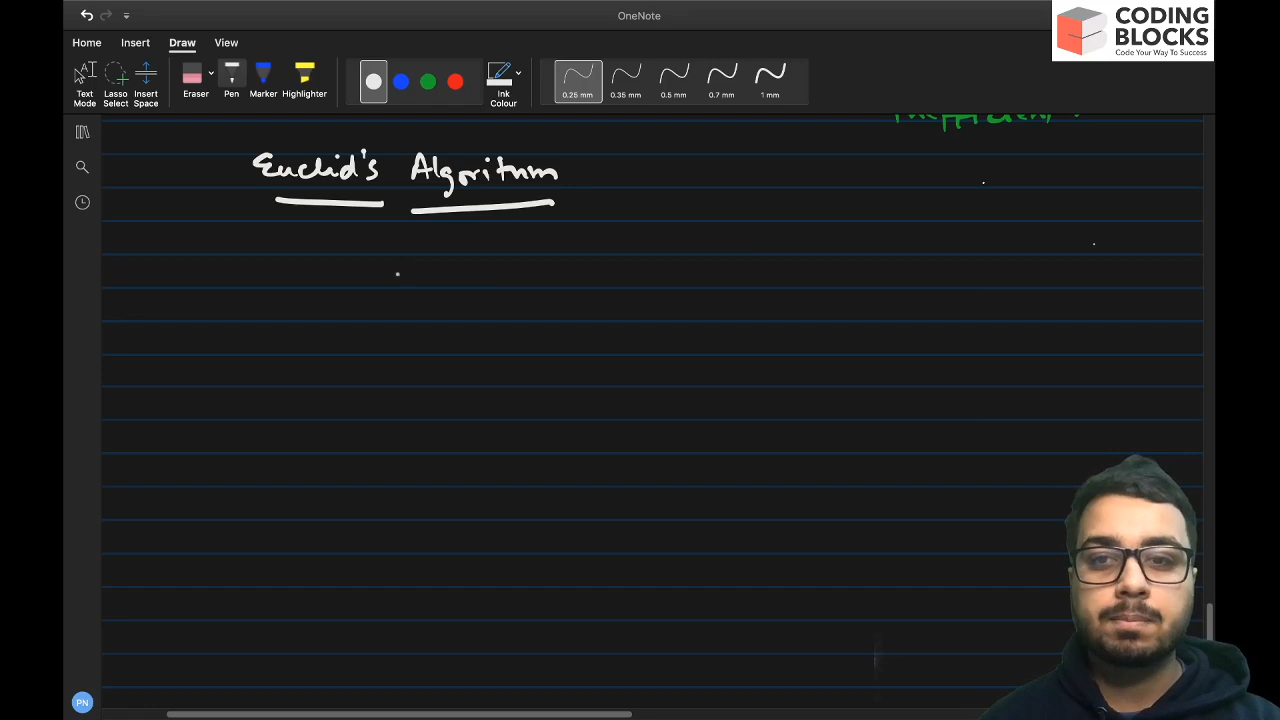 OneNote
CODING
BLOCKS
Code Your Way To Success
Home Insert Draw View
Text Mode
Lasso Select
Insert Space
Eraser
Pen
Marker
Highlighter
Ink Colour
0.25 mm
0.35 mm
0.5 mm
0.7 mm
1 mm
Euclid's Algorithm
PN